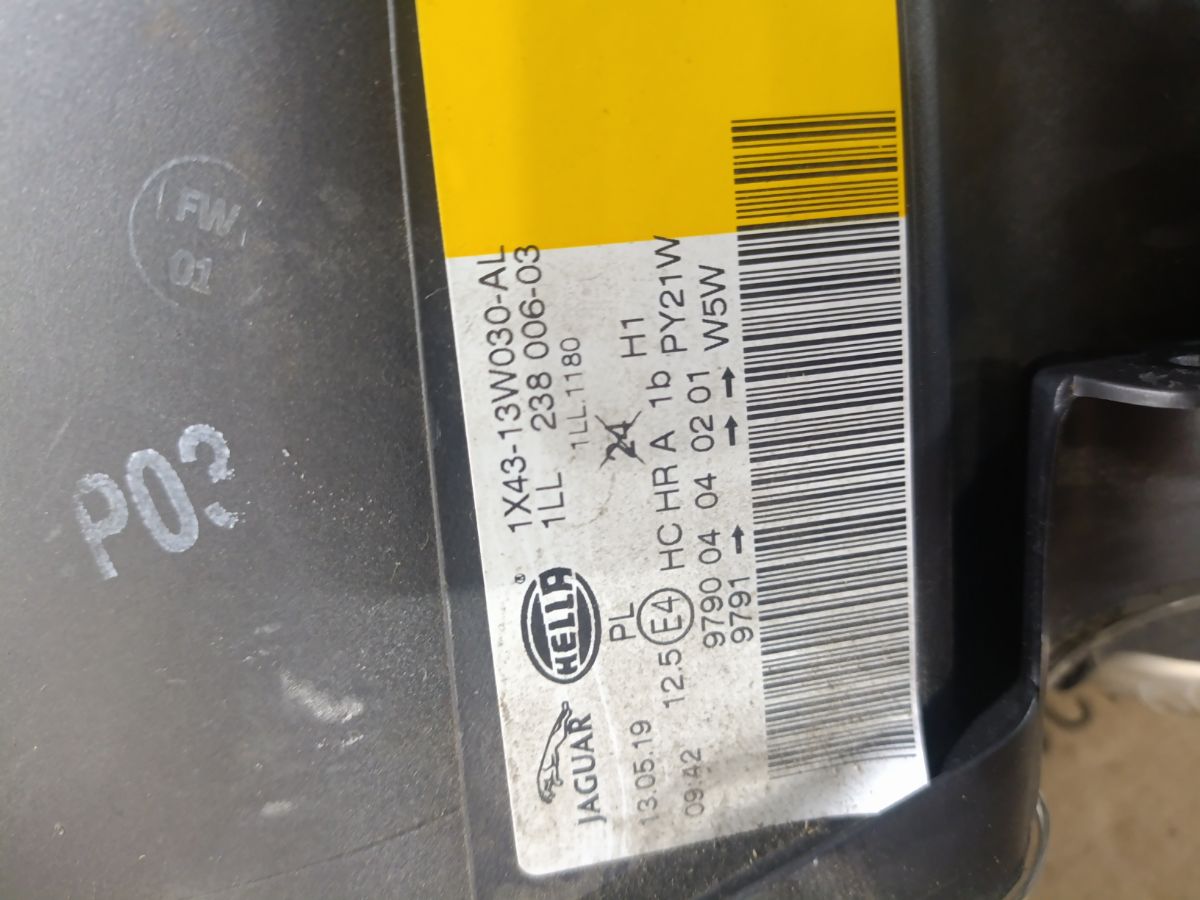 FW
01
P03
1X43-13W030-AL
1LL 238 006-03
1LL.1180
HELLA
®
JAGUAR
PL
24
H1
13.05.19
12.5 E4 HC HR A 1b PY21W
09:42
9790 04 04 02 01 W5W
9791 → → →